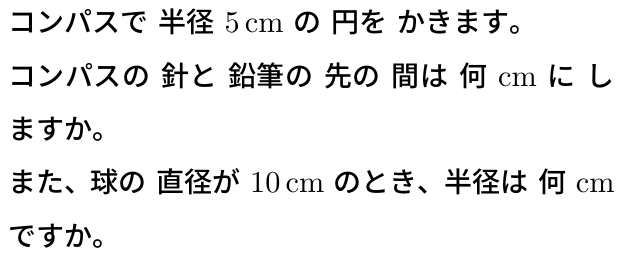 コンパスで 半径 5 cm の 円を かきます。
コンパスの 針と 鉛筆の 先の 間は 何 cm に し
ますか。
また、球の 直径が 10 cm のとき、半径は 何 cm
ですか。